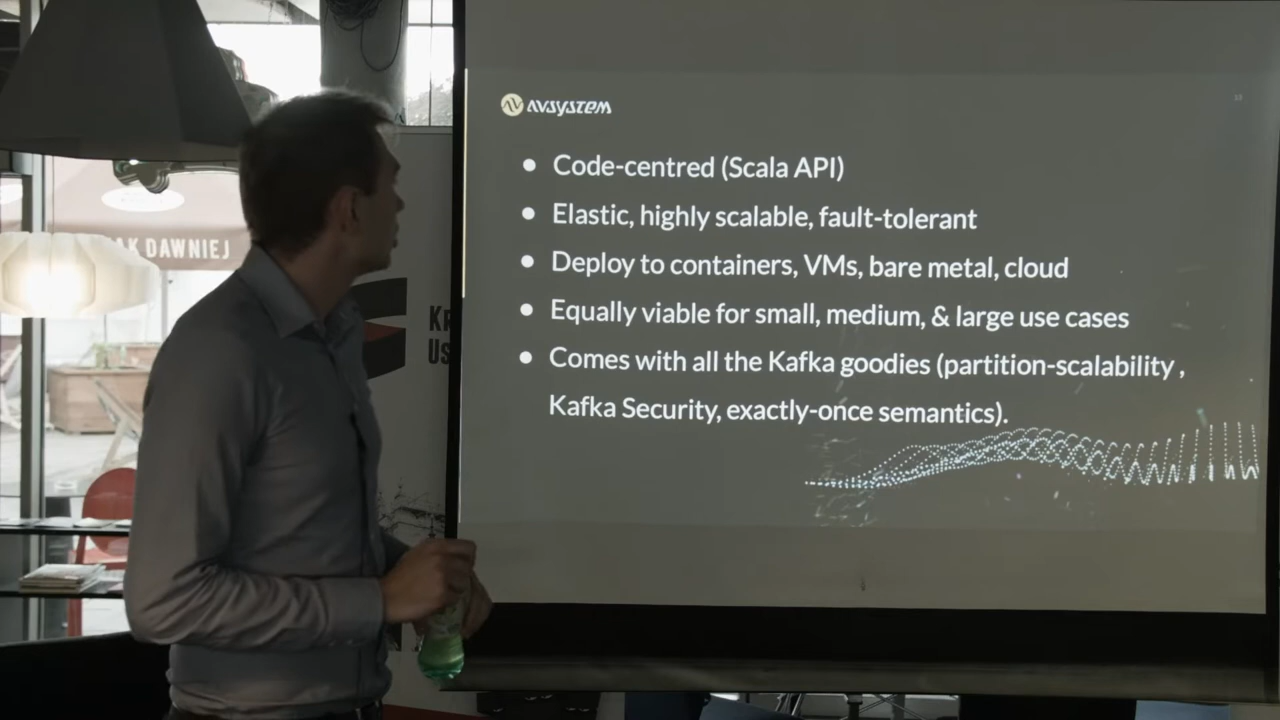 AVSYSTEM
Code-centred (Scala API)
Elastic, highly scalable, fault-tolerant
Deploy to containers, VMs, bare metal, cloud
Equally viable for small, medium, & large use cases
Comes with all the Kafka goodies (partition-scalability ,
Kafka Security, exactly-once semantics).
AK DAWNIEJ